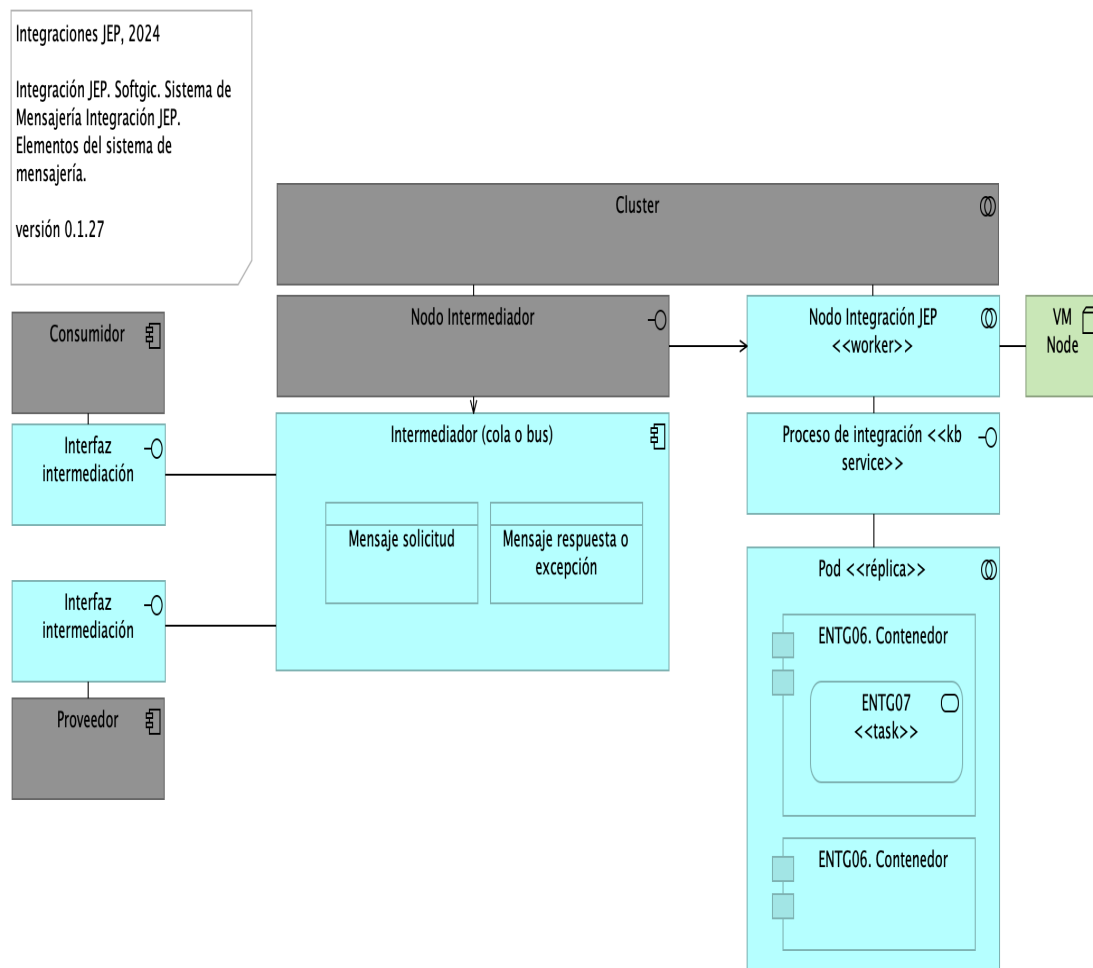 Integraciones JEP, 2024
Integración JEP. Softgic. Sistema de
Mensajería Integración JEP.
Elementos del sistema de
mensajería.
versión 0.1.27
Cluster
Consumidor
Nodo Intermediador
Nodo Integración JEP
<<worker>>
VM
Node
Interfaz
intermediación
Intermediador (cola o bus)
Proceso de integración <<kb
service>>
Mensaje solicitud
Mensaje respuesta o
excepción
Interfaz
intermediación
Pod <<réplica>>
ENTG06. Contenedor
ENTG07
<<task>>
Proveedor
ENTG06. Contenedor